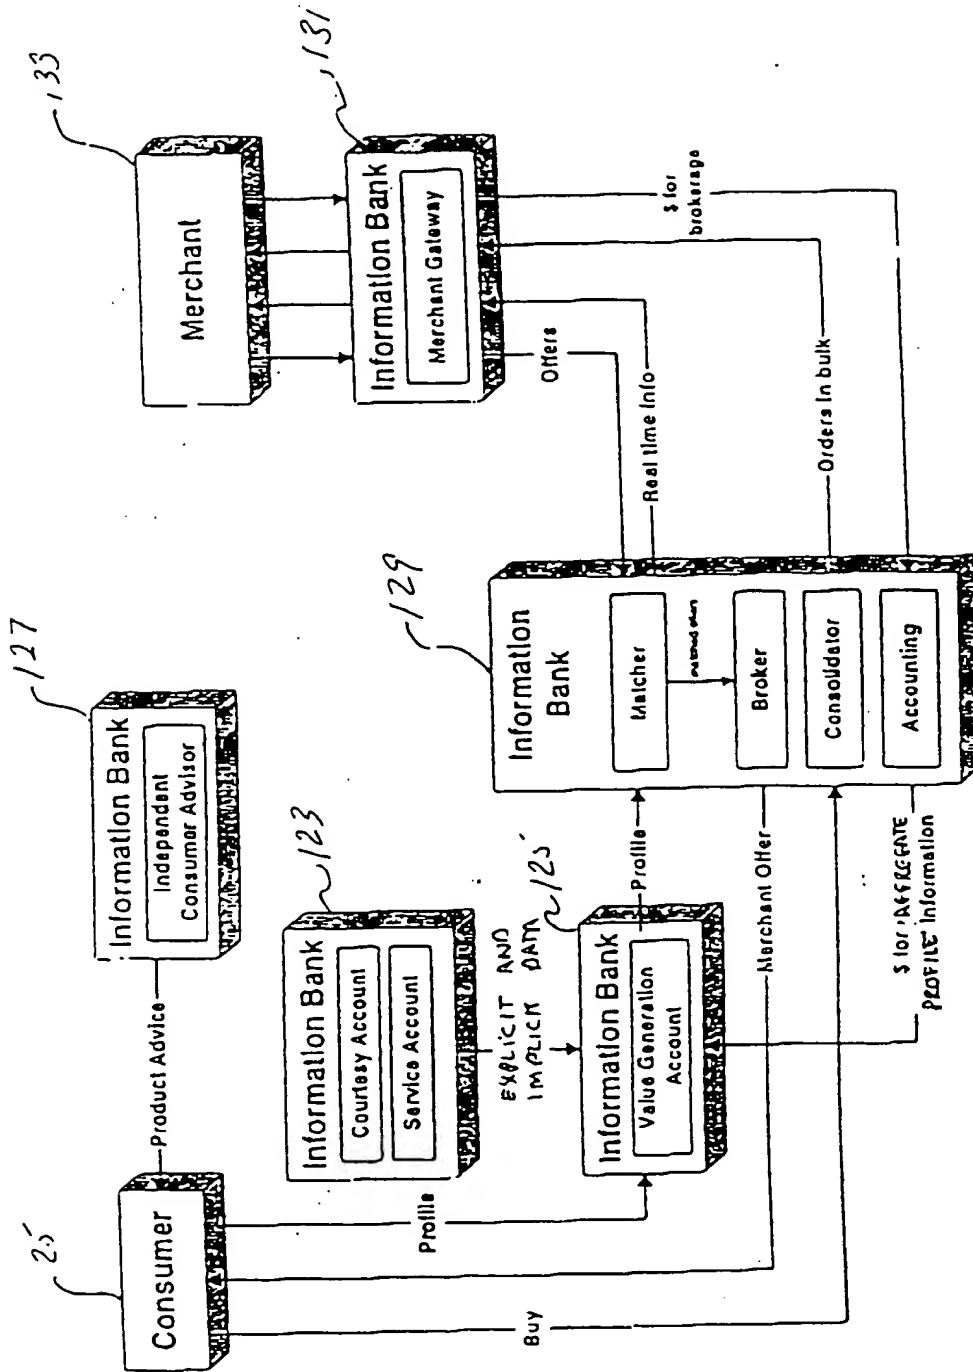 25
Consumer
Product Advice
127
Information Bank
Independent
Consumer Advisor
133
Merchant
131
Information Bank
Merchant Gateway
123
Information Bank
Courtesy Account
Service Account
EXPLICIT AND
IMPLICIT DATA
125
Information Bank
Value Generation
Account
Profile
Profile
129
Information
Bank
Matcher
Broker
Consolidator
Accounting
Offers
Real time Info
Orders In bulk
$ for
brokerage
Merchant Offer
Buy
$ for AGGREGATE
PROFILE Information